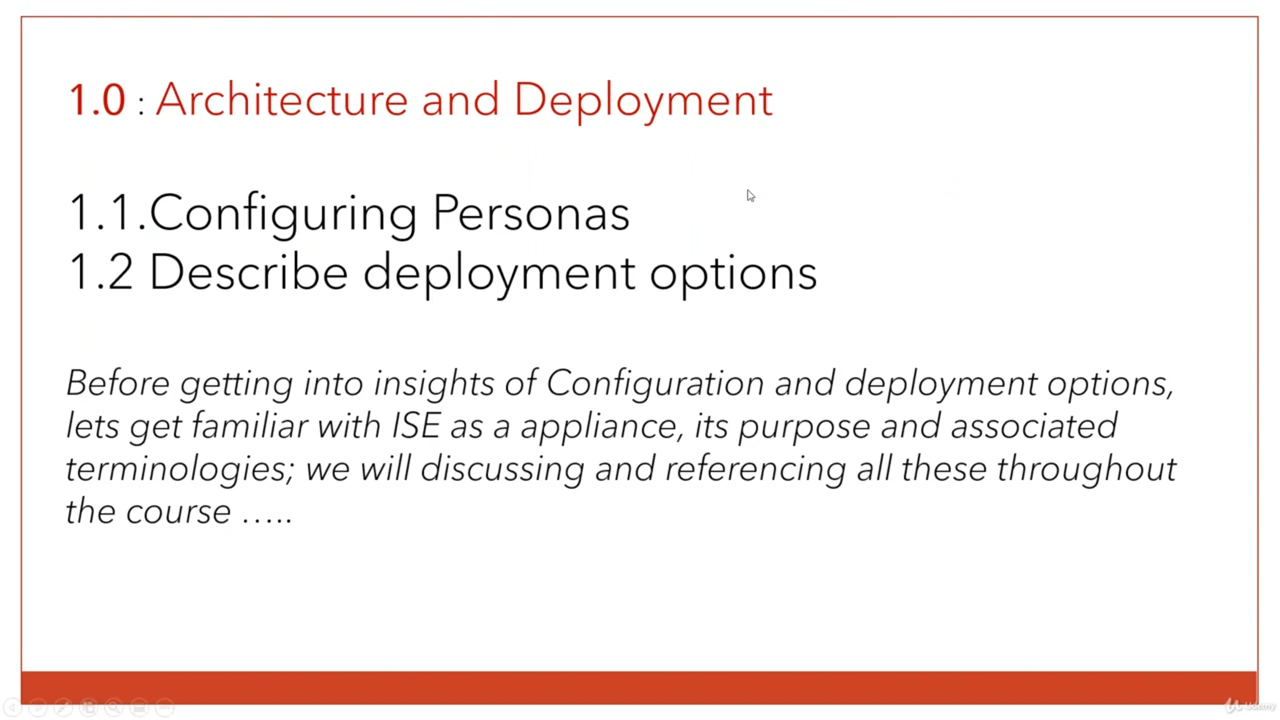 1.0 : Architecture and Deployment
1.1.Configuring Personas
1.2 Describe deployment options
Before getting into insights of Configuration and deployment options,
lets get familiar with ISE as a appliance, its purpose and associated
terminologies; we will discussing and referencing all these throughout
the course …..
Udemy